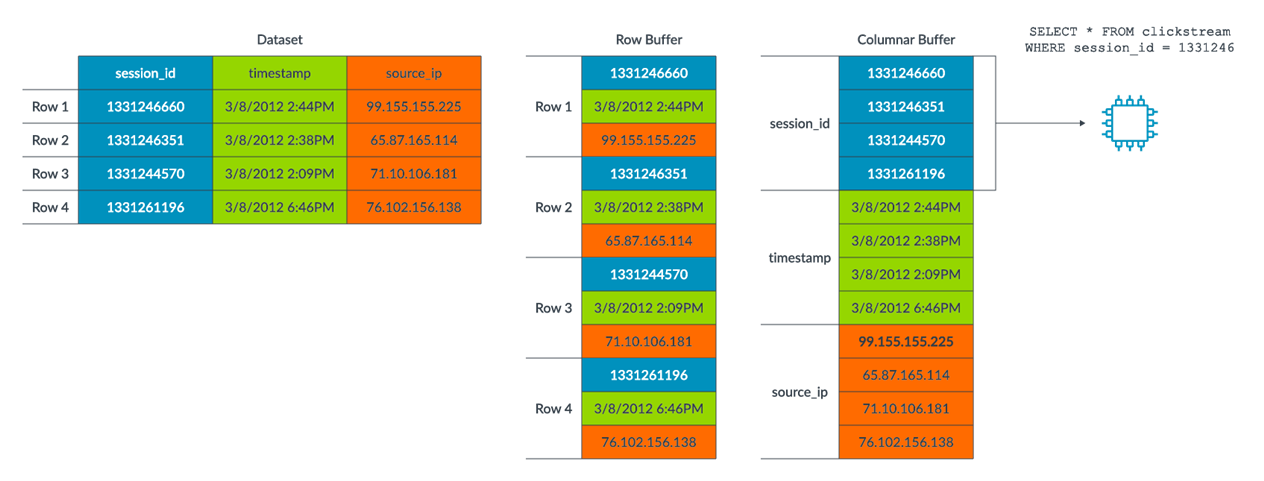 Dataset
session_id timestamp source_ip
Row 1 1331246660 3/8/2012 2:44PM 99.155.155.225
Row 2 1331246351 3/8/2012 2:38PM 65.87.165.114
Row 3 1331244570 3/8/2012 2:09PM 71.10.106.181
Row 4 1331261196 3/8/2012 6:46PM 76.102.156.138
Row Buffer
1331246660
Row 1 3/8/2012 2:44PM
99.155.155.225
1331246351
Row 2 3/8/2012 2:38PM
65.87.165.114
1331244570
Row 3 3/8/2012 2:09PM
71.10.106.181
1331261196
Row 4 3/8/2012 6:46PM
76.102.156.138
Columnar Buffer
session_id
1331246660
1331246351
1331244570
1331261196
timestamp
3/8/2012 2:44PM
3/8/2012 2:38PM
3/8/2012 2:09PM
3/8/2012 6:46PM
source_ip
99.155.155.225
65.87.165.114
71.10.106.181
76.102.156.138
SELECT * FROM clickstream
WHERE session_id = 1331246